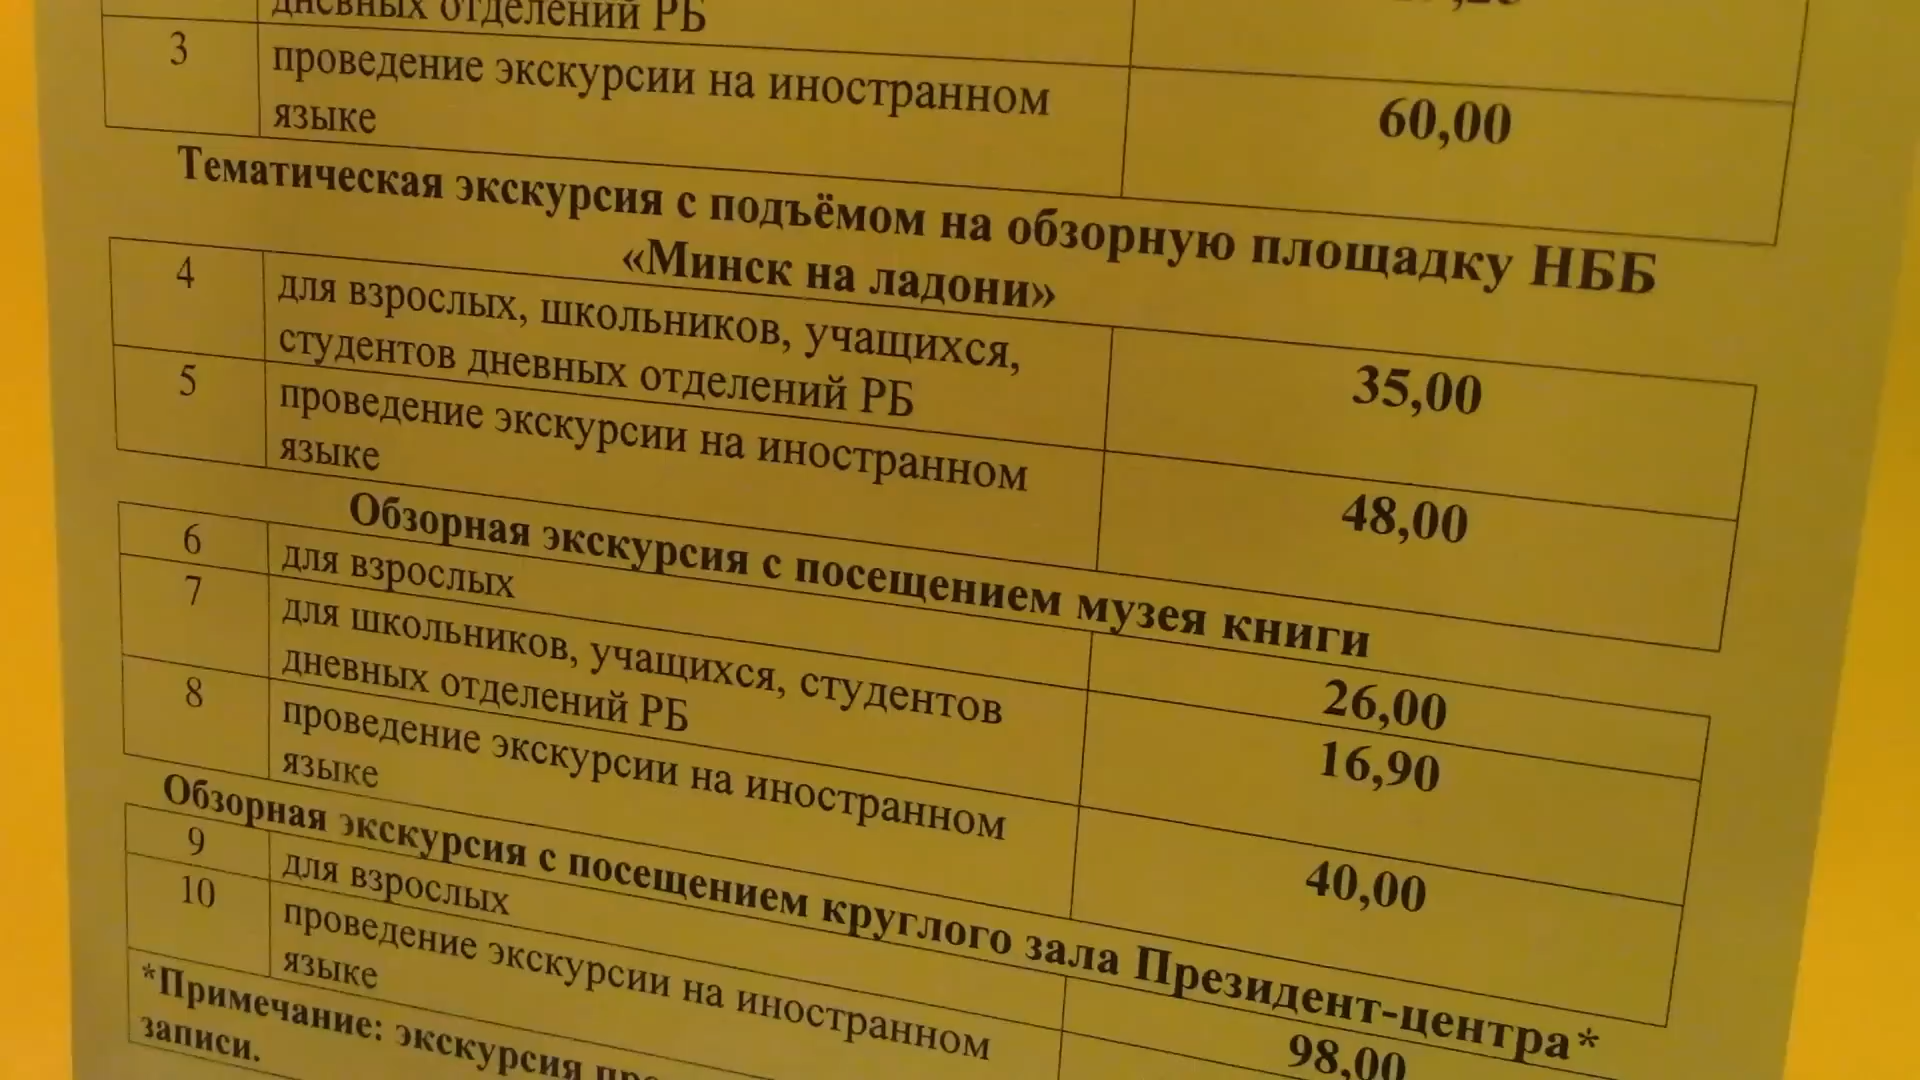 дневных отделений РБ
3 проведение экскурсии на иностранном 60,00
языке
Тематическая экскурсия с подъёмом на обзорную площадку НББ
«Минск на ладони»
4 для взрослых, школьников, учащихся, 35,00
студентов дневных отделений РБ
5 проведение экскурсии на иностранном 48,00
языке
Обзорная экскурсия с посещением музея книги
6 для взрослых 26,00
7 для школьников, учащихся, студентов 16,90
дневных отделений РБ
8 проведение экскурсии на иностранном 40,00
языке
Обзорная экскурсия с посещением круглого зала Президент-центра*
9 для взрослых 98,00
10 проведение экскурсии на иностранном
языке
*Примечание: экскурсия
записи.